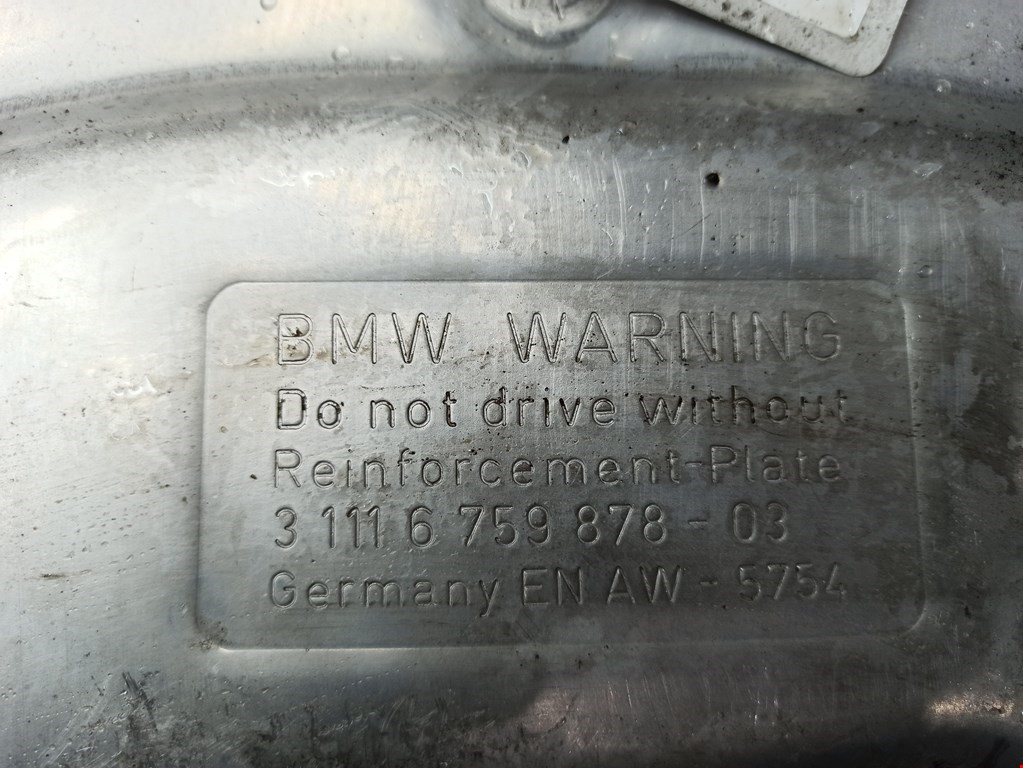 BMW WARNING
Do not drive without
Reinforcement-Plate
3 111 6 759 878 - 03
Germany EN AW - 5754